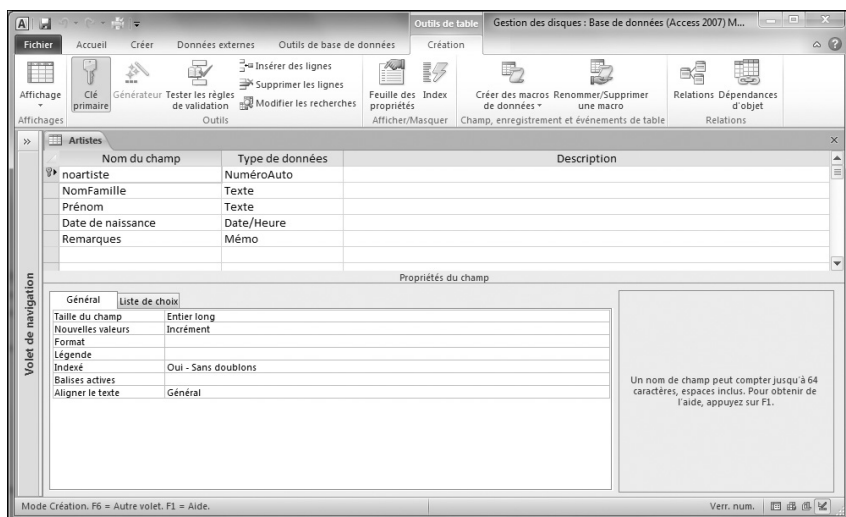 Outils de table
Gestion des disques : Base de données (Access 2007) M...
Fichier Accueil Créer Données externes Outils de base de données Création
Affichage
Clé primaire
Générateur
Tester les règles de validation
Insérer des lignes
Supprimer les lignes
Modifier les recherches
Feuille des propriétés
Index
Créer des macros de données
Renommer/Supprimer une macro
Relations
Dépendances d'objet
Affichages Outils Afficher/Masquer Champ, enregistrement et événements de table Relations
» Artistes
Nom du champ Type de données Description
noartiste NuméroAuto
NomFamille Texte
Prénom Texte
Date de naissance Date/Heure
Remarques Mémo
Volet de navigation
Propriétés du champ
Général Liste de choix
Taille du champ Entier long
Nouvelles valeurs Incrément
Format
Légende
Indexé Oui - Sans doublons
Balises actives
Aligner le texte Général
Un nom de champ peut compter jusqu'à 64
caractères, espaces inclus. Pour obtenir de
l'aide, appuyez sur F1.
Mode Création. F6 = Autre volet. F1 = Aide. Verr. num.